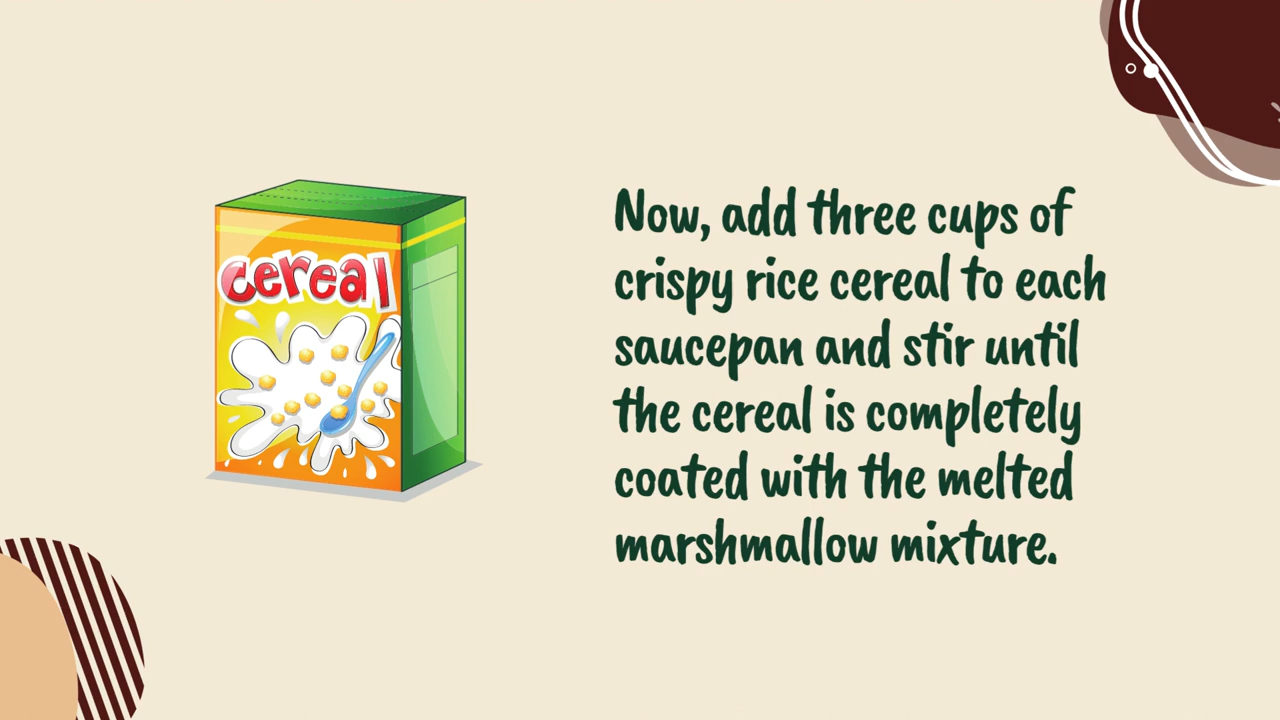 cereal
Now, add three cups of
crispy rice cereal to each
saucepan and stir until
the cereal is completely
coated with the melted
marshmallow mixture.